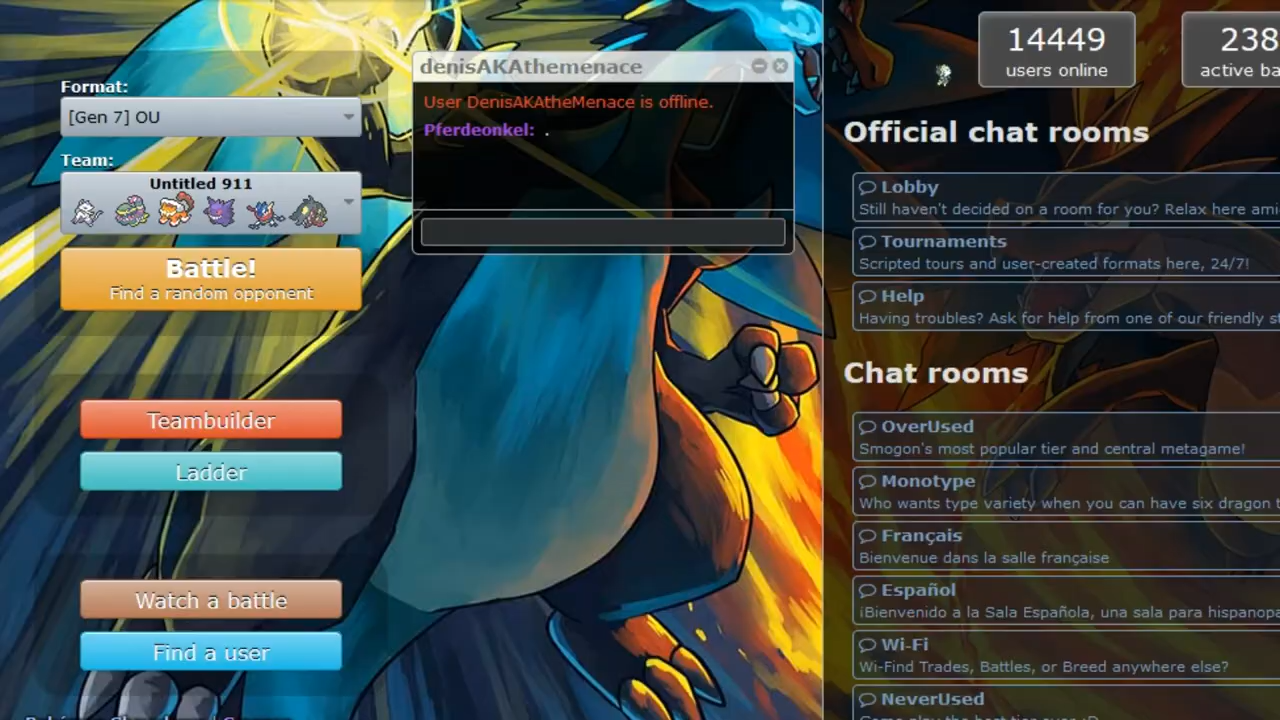 Format:
[Gen 7] OU
Team:
Untitled 911
Battle!
Find a random opponent
Teambuilder
Ladder
Watch a battle
Find a user
denisAKAthemenace
User DenisAKAtheMenace is offline.
Pferdeonkel: .
14449
users online
238
active ba
Official chat rooms
Lobby
Still haven't decided on a room for you? Relax here ami
Tournaments
Scripted tours and user-created formats here, 24/7!
Help
Having troubles? Ask for help from one of our friendly st
Chat rooms
OverUsed
Smogon's most popular tier and central metagame!
Monotype
Who wants type variety when you can have six dragon t
Français
Bienvenue dans la salle française
Español
¡Bienvenido a la Sala Española, una sala para hispanopa
Wi-Fi
Wi-Find Trades, Battles, or Breed anywhere else?
NeverUsed